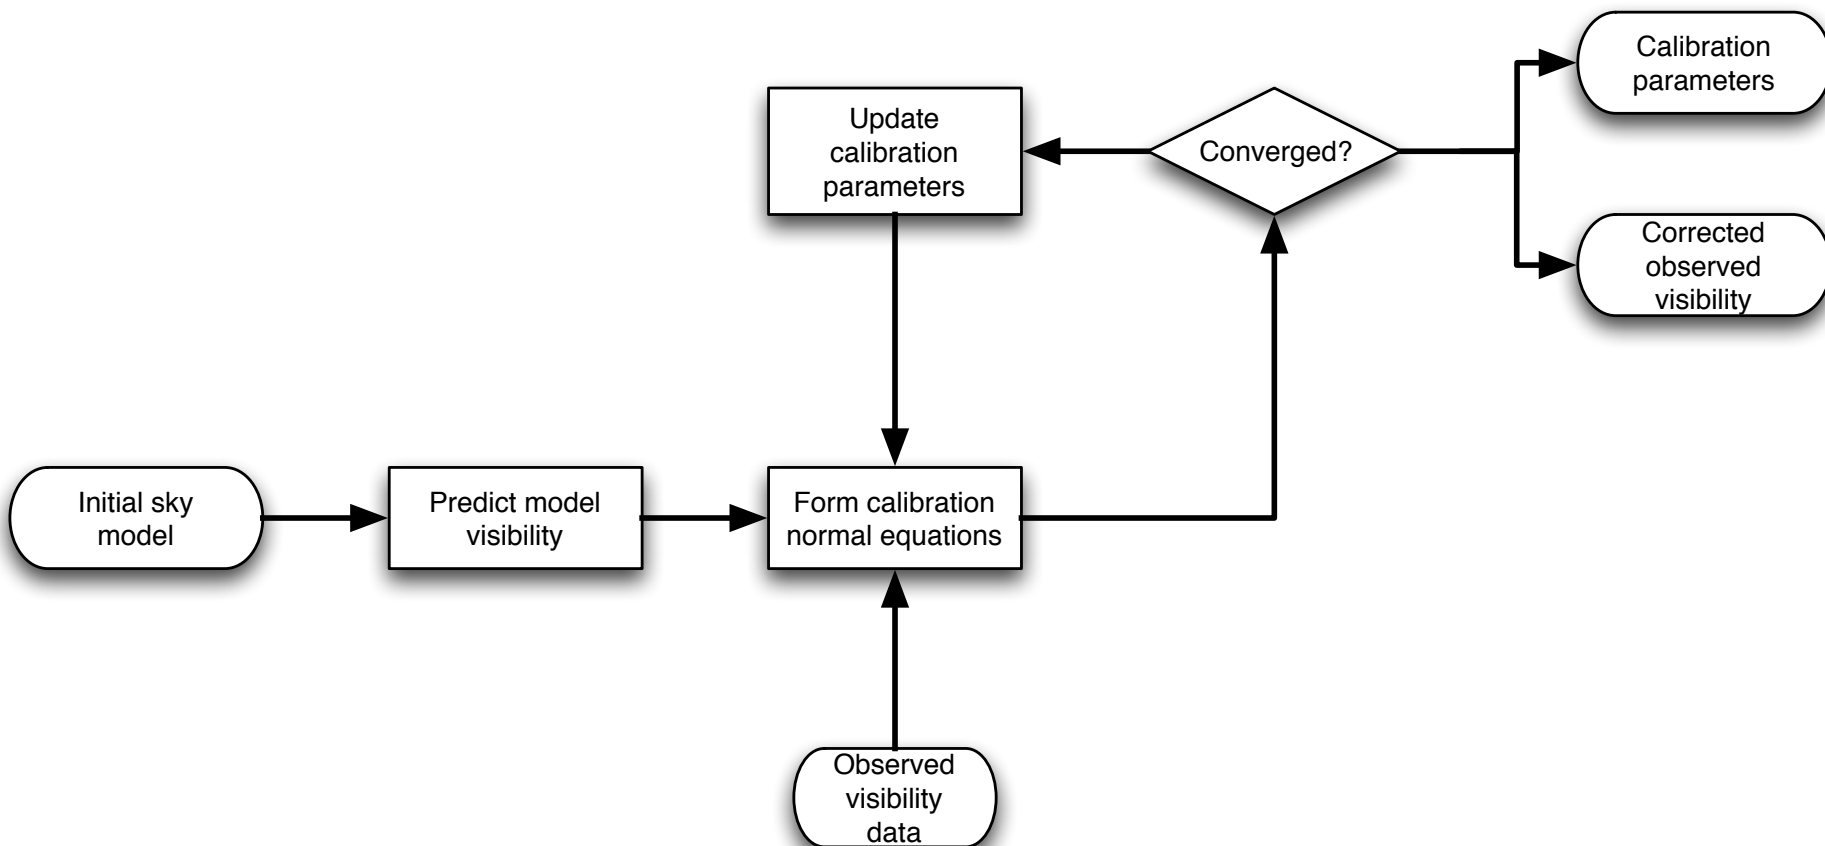 Calibration
parameters
Update
calibration
parameters
Converged?
Corrected
observed
visibility
Initial sky
model
Predict model
visibility
Form calibration
normal equations
Observed
visibility
data